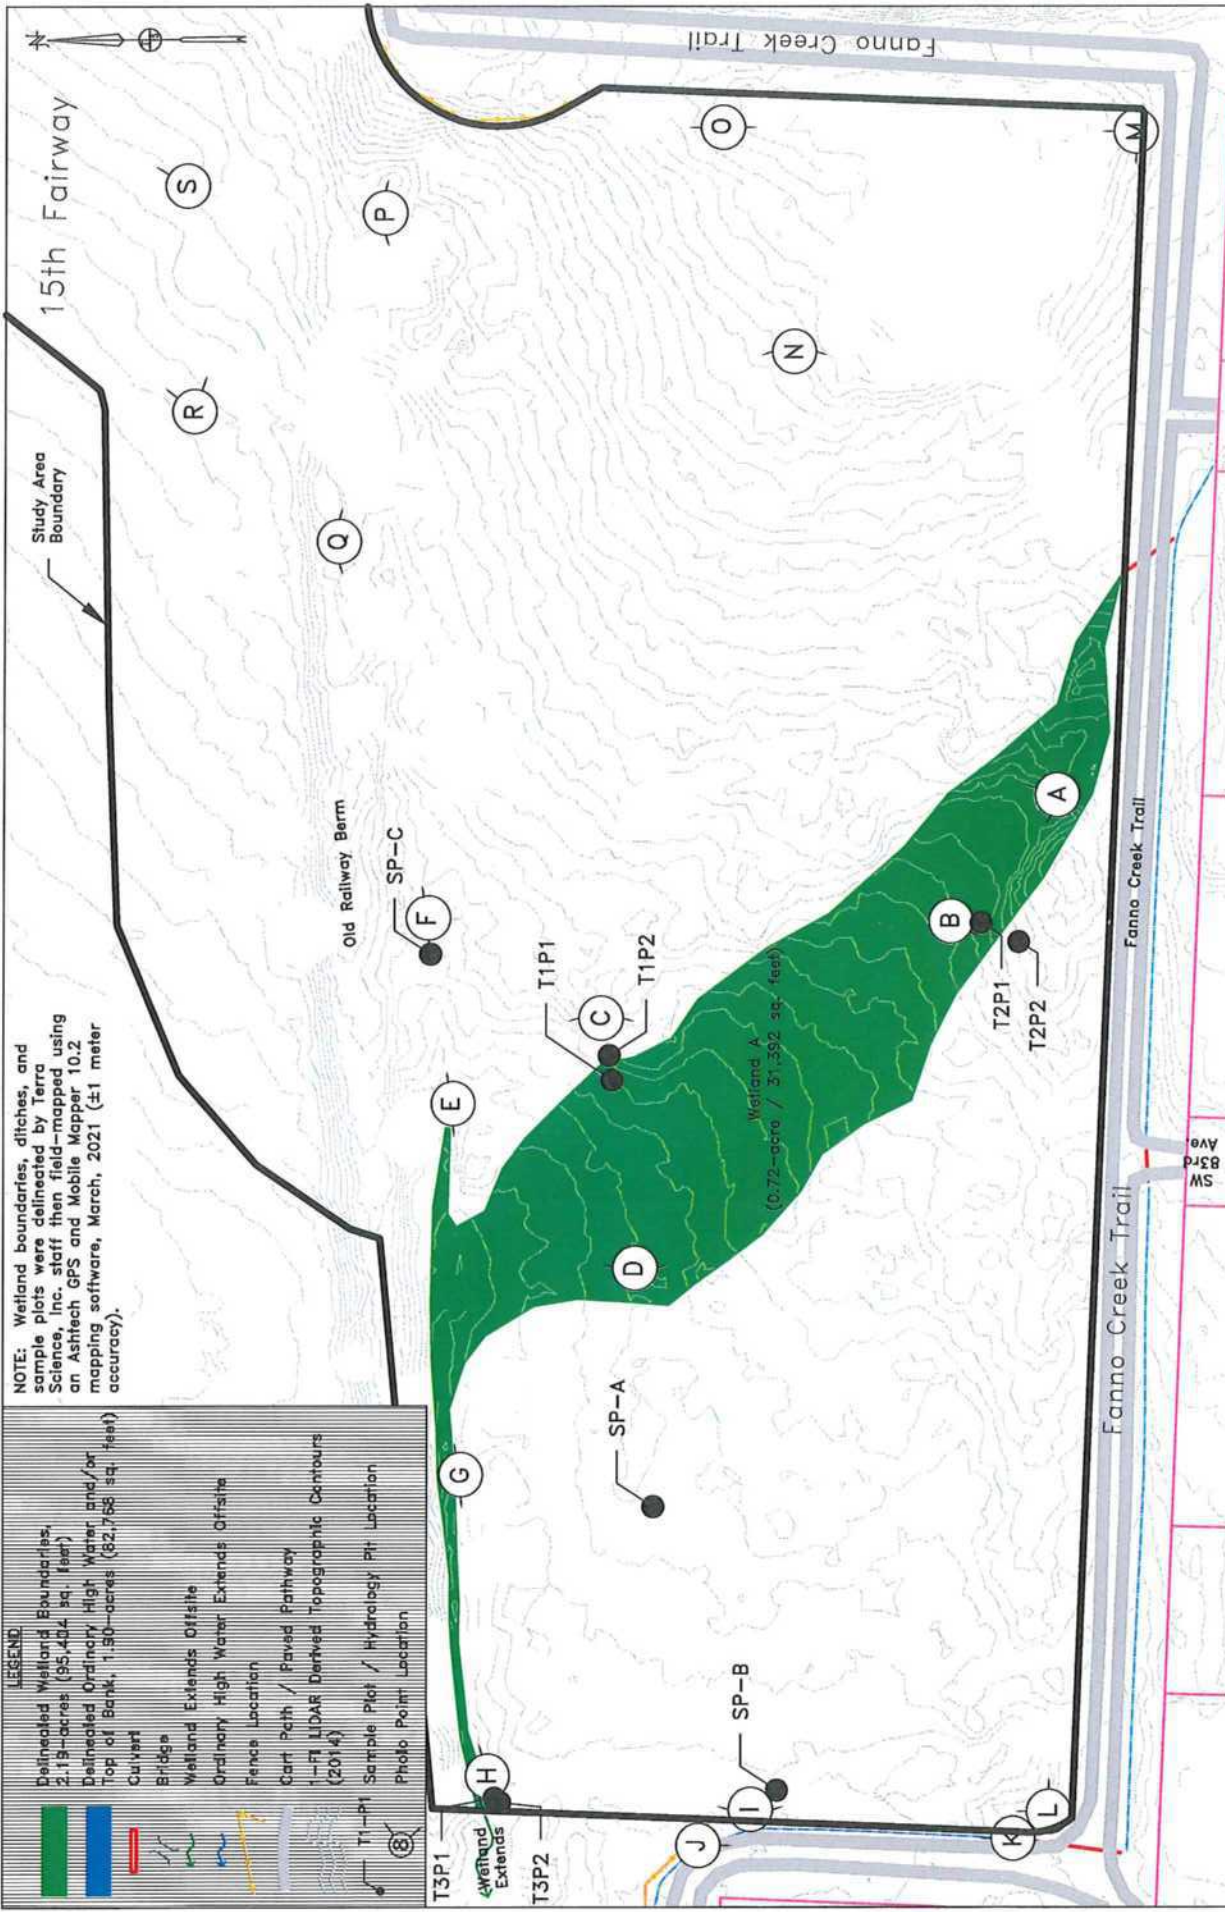 LEGEND
Delineated Wetland Boundaries,
2.19-acres (95,404 sq. feet)
Delineated Ordinary High Water and/or
Top of Bank, 1.90-acres (82,768 sq. feet)
Culvert
Bridge
Wetland Extends Offsite
Ordinary High Water Extends Offsite
Fence Location
Cart Path / Paved Pathway
1-FT LIDAR Derived Topographic Contours
(2014)
T1-P1
Sample Plot / Hydrology Pit Location
8
Photo Point Location
NOTE: Wetland boundaries, ditches, and
sample plots were delineated by Terra
Science, Inc. staff then field-mapped using
an Ashtech GPS and Mobile Mapper 10.2
mapping software, March, 2021 (±1 meter
accuracy).
Study Area
Boundary
15th Fairway
N
S
R
P
Q
Old Railway Berm
SP-C
F
E
T1P1
C
T1P2
G
H
T3P1
Wetland
Extends
T3P2
D
SP-A
O
N
Wetland A
(0.72-acre / 31,392 sq. feet)
SP-B
I
J
B
T2P1
T2P2
A
K
L
M
Fanno Creek Trail
Fanno Creek Trail
Fanno Creek Trail
SW
83rd
Ave.